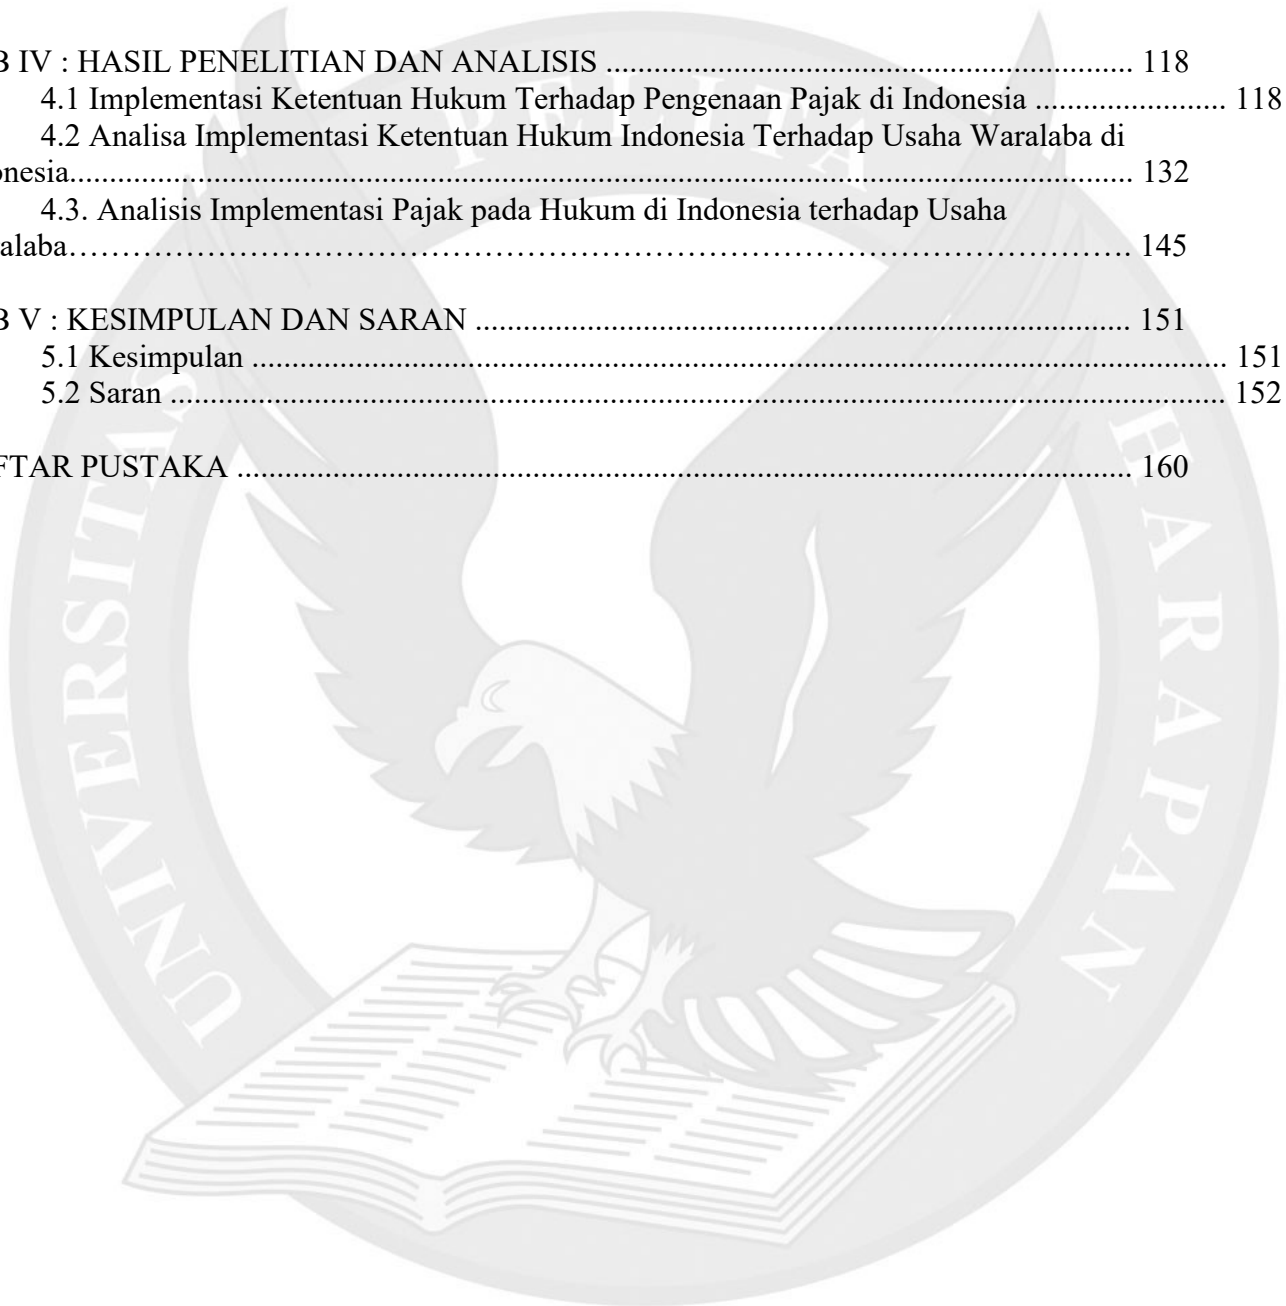 B IV : HASIL PENELITIAN DAN ANALISIS ........................................................ 118
4.1 Implementasi Ketentuan Hukum Terhadap Pengenaan Pajak di Indonesia .................... 118
4.2 Analisa Implementasi Ketentuan Hukum Indonesia Terhadap Usaha Waralaba di
onesia................................................................................................................ 132
4.3. Analisis Implementasi Pajak pada Hukum di Indonesia terhadap Usaha
alaba…………………………………………………………………………………… 145
B V : KESIMPULAN DAN SARAN ..................................................................... 151
5.1 Kesimpulan ....................................................................................................... 151
5.2 Saran ................................................................................................................ 152
FTAR PUSTAKA .............................................................................................. 160
UNIVERSITAS PELITA HARAPAN